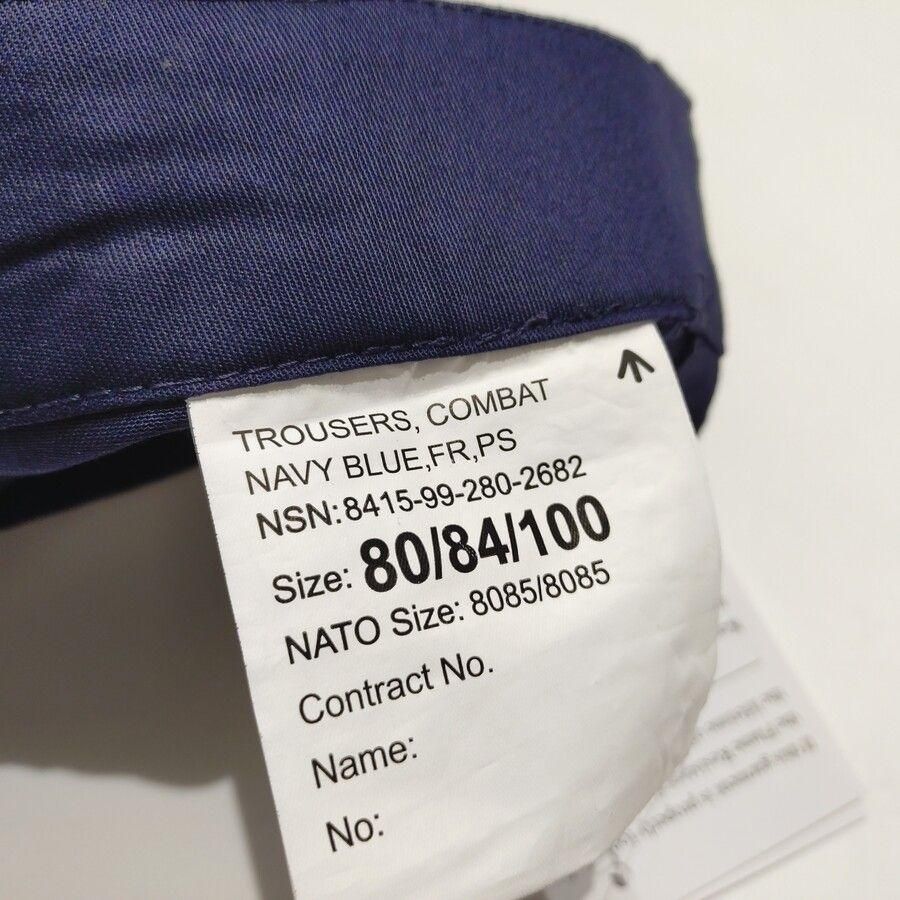 TROUSERS, COMBAT
NAVY BLUE,FR,PS
NSN:8415-99-280-2682
Size: 80/84/100
NATO Size: 8085/8085
Contract No.
Name:
No: